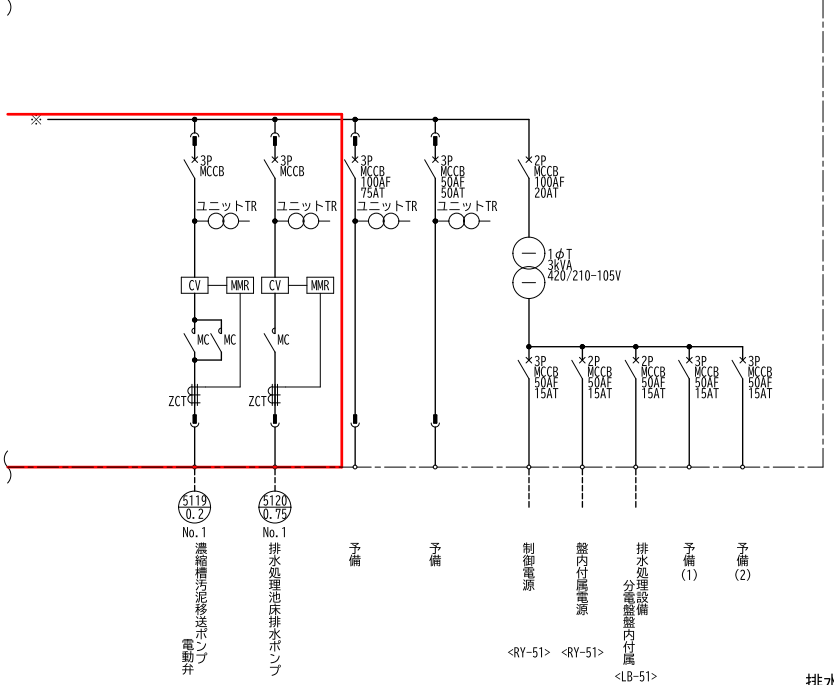 ※
3P
MCCB
3P
MCCB
3P
MCCB
100AF
75AT
3P
MCCB
50AF
50AT
2P
MCCB
100AF
20AT
ユニットTR
ユニットTR
ユニットTR
ユニットTR
1φT
3kVA
420/210-105V
CV
MMR
CV
MMR
MC
MC
MC
ZCT
ZCT
3P
MCCB
50AF
15AT
2P
MCCB
50AF
15AT
2P
MCCB
50AF
15AT
3P
MCCB
50AF
15AT
3P
MCCB
50AF
15AT
5119
0.2
No.1
濃縮槽汚泥移送ポンプ
電動弁
5120
0.75
No.1
排水処理池床排水ポンプ
予備
予備
制御電源
<RY-51>
盤内付属電源
<RY-51>
排水処理設備
分電盤盤内付属
<LB-51>
予備
(1)
予備
(2)
排水